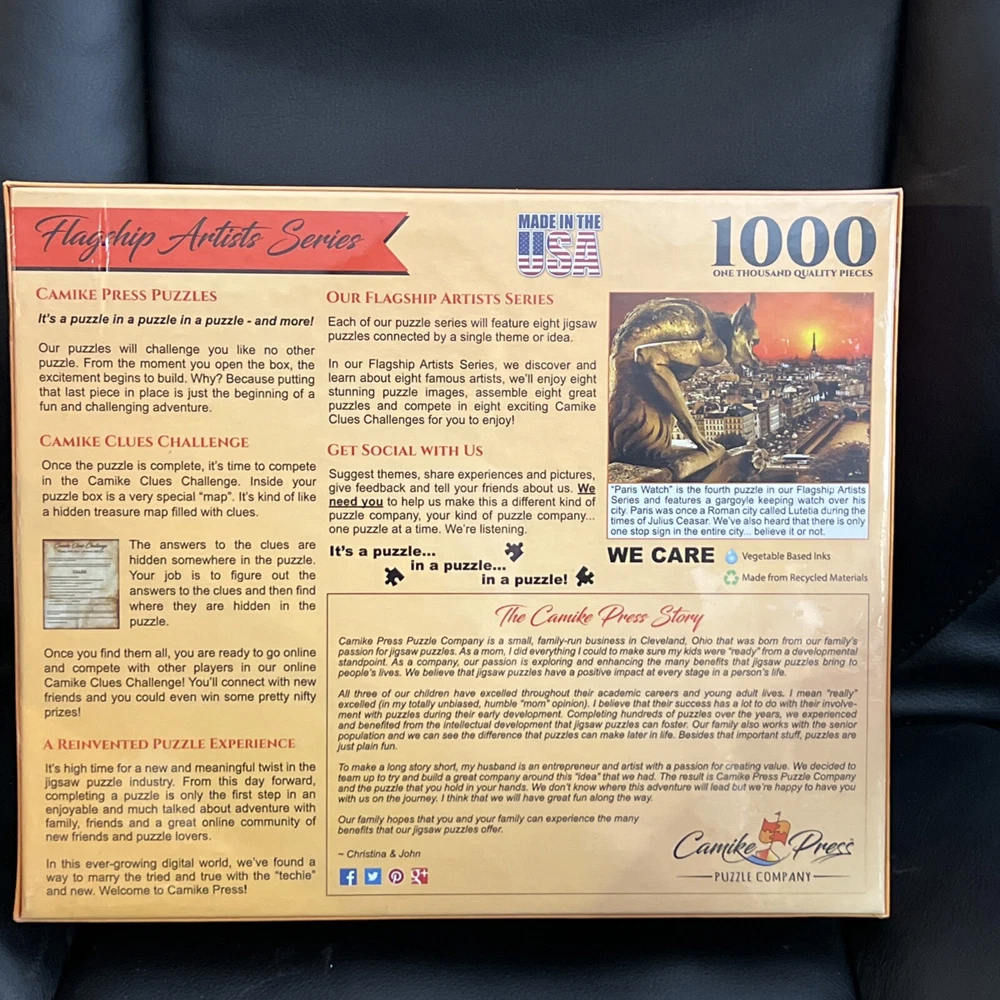 Flagship Artists Series
MADE IN THE
USA
1000
ONE THOUSAND QUALITY PIECES
CAMIKE PRESS PUZZLES
It's a puzzle in a puzzle in a puzzle - and more!
Our puzzles will challenge you like no other
puzzle. From the moment you open the box, the
excitement begins to build. Why? Because putting
that last piece in place is just the beginning of a
fun and challenging adventure.
CAMIKE CLUES CHALLENGE
Once the puzzle is complete, it's time to compete
in the Camike Clues Challenge. Inside your
puzzle box is a very special "map". It's kind of like
a hidden treasure map filled with clues.
The answers to the clues are
hidden somewhere in the puzzle.
Your job is to figure out the
answers to the clues and then find
where they are hidden in the
puzzle.
Once you find them all, you are ready to go online
and compete with other players in our online
Camike Clues Challenge! You'll connect with new
friends and you could even win some pretty nifty
prizes!
A REINVENTED PUZZLE EXPERIENCE
It's high time for a new and meaningful twist in the
jigsaw puzzle industry. From this day forward,
completing a puzzle is only the first step in an
enjoyable and much talked about adventure with
family, friends and a great online community of
new friends and puzzle lovers.
In this ever-growing digital world, we've found a
way to marry the tried and true with the "techie"
and new. Welcome to Camike Press!
OUR FLAGSHIP ARTISTS SERIES
Each of our puzzle series will feature eight jigsaw
puzzles connected by a single theme or idea.
In our Flagship Artists Series, we discover and
learn about eight famous artists, we'll enjoy eight
stunning puzzle images, assemble eight great
puzzles and compete in eight exciting Camike
Clues Challenges for you to enjoy!
GET SOCIAL WITH US
Suggest themes, share experiences and pictures,
give feedback and tell your friends about us. We
need you to help us make this a different kind of
puzzle company, your kind of puzzle company...
one puzzle at a time. We're listening.
It's a puzzle...
in a puzzle...
in a puzzle!
"Paris Watch" is the fourth puzzle in our Flagship Artists
Series and features a gargoyle keeping watch over his
city. Paris was once a Roman city called Lutetia during the
times of Julius Ceasar. We've also heard that there is only
one stop sign in the entire city... believe it or not.
WE CARE
Vegetable Based Inks
Made from Recycled Materials
The Camike Press Story
Camike Press Puzzle Company is a small, family-run business in Cleveland, Ohio that was born from our family's
passion for jigsaw puzzles. As a mom, I did everything I could to make sure my kids were "ready" from a developmental
standpoint. As a company, our passion is exploring and enhancing the many benefits that jigsaw puzzles bring to
people's lives. We believe that jigsaw puzzles have a positive impact at every stage in a person's life.
All three of our children have excelled throughout their academic careers and young adult lives. I mean "really"
excelled (in my totally unbiased, humble "mom" opinion). I believe that their success has a lot to do with their involve-
ment with puzzles during their early development. Completing hundreds of puzzles over the years, we experienced
and benefited from the intellectual development that jigsaw puzzles can foster. Our family also works with the senior
population and we can see the difference that puzzles can make later in life. Besides that important stuff, puzzles are
just plain fun.
To make a long story short, my husband is an entrepreneur and artist with a passion for creating value. We decided to
team up to try and build a great company around this "idea" that we had. The result is Camike Press Puzzle Company
and the puzzle that you hold in your hands. We don't know where this adventure will lead but we're happy to have you
with us on the journey. I think that we will have great fun along the way.
Our family hopes that you and your family can experience the many
benefits that our jigsaw puzzles offer.
~ Christina & John
Camike Press
PUZZLE COMPANY